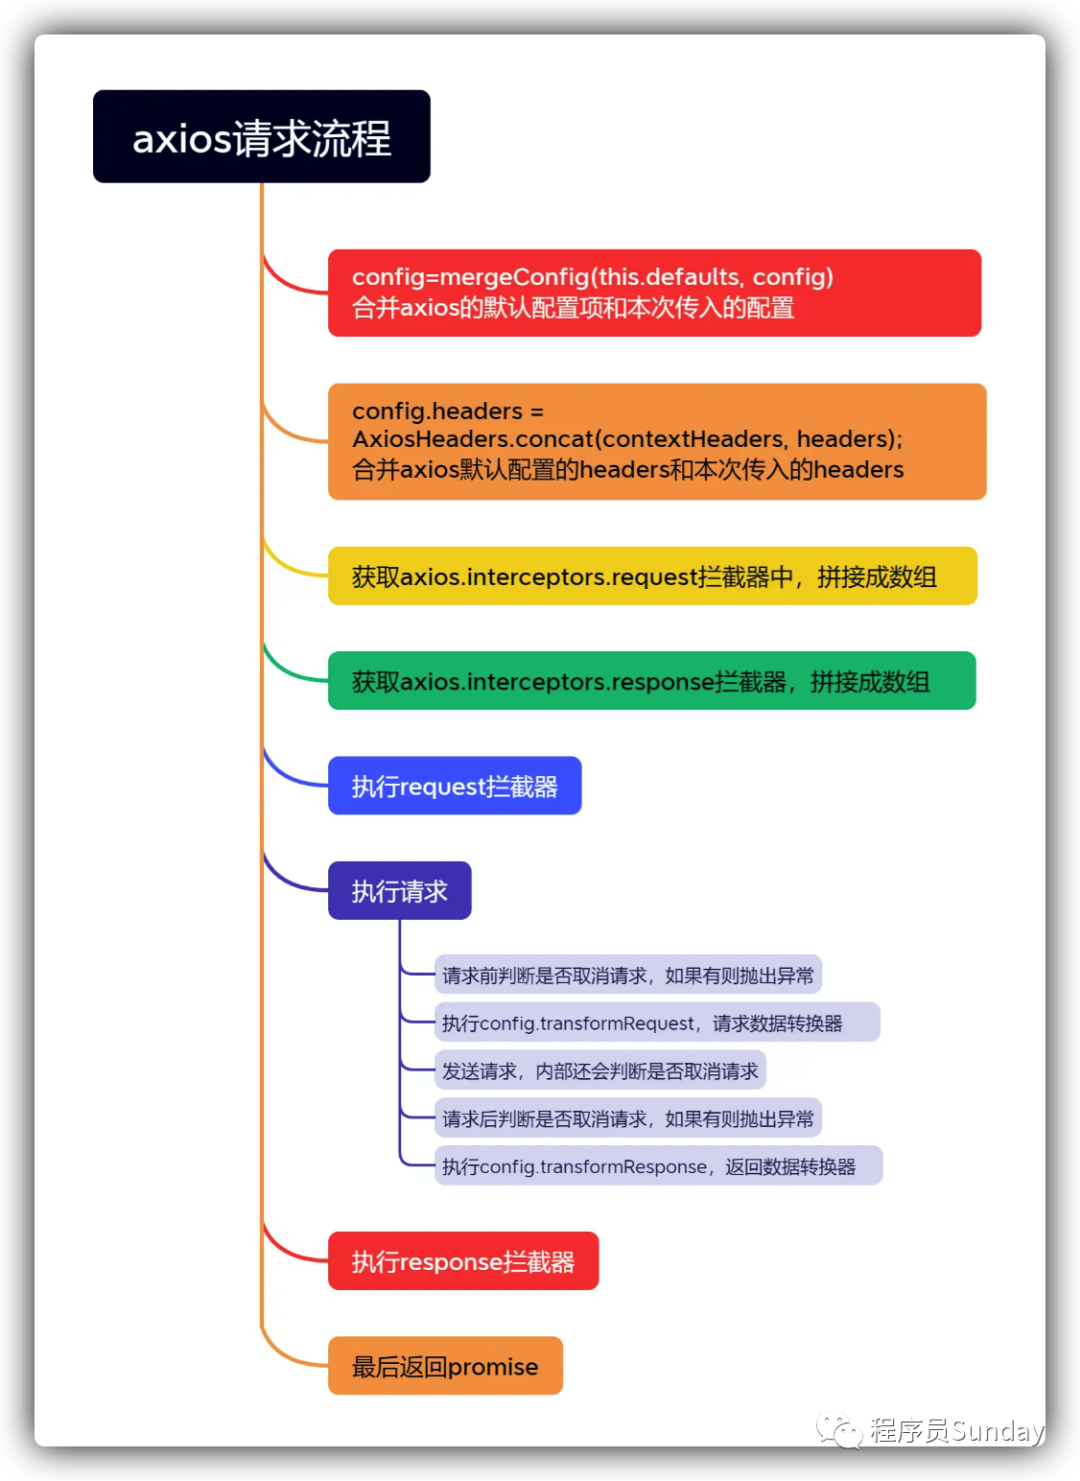 axios请求流程
config=mergeConfig(this.defaults, config)
合并axios的默认配置项和本次传入的配置
config.headers =
AxiosHeaders.concat(contextHeaders, headers);
合并axios默认配置的headers和本次传入的headers
获取axios.interceptors.request拦截器中，拼接成数组
获取axios.interceptors.response拦截器，拼接成数组
执行request拦截器
执行请求
请求前判断是否取消请求，如果有则抛出异常
执行config.transformRequest，请求数据转换器
发送请求，内部还会判断是否取消请求
请求后判断是否取消请求，如果有则抛出异常
执行config.transformResponse，返回数据转换器
执行response拦截器
最后返回promise
程序员Sunday